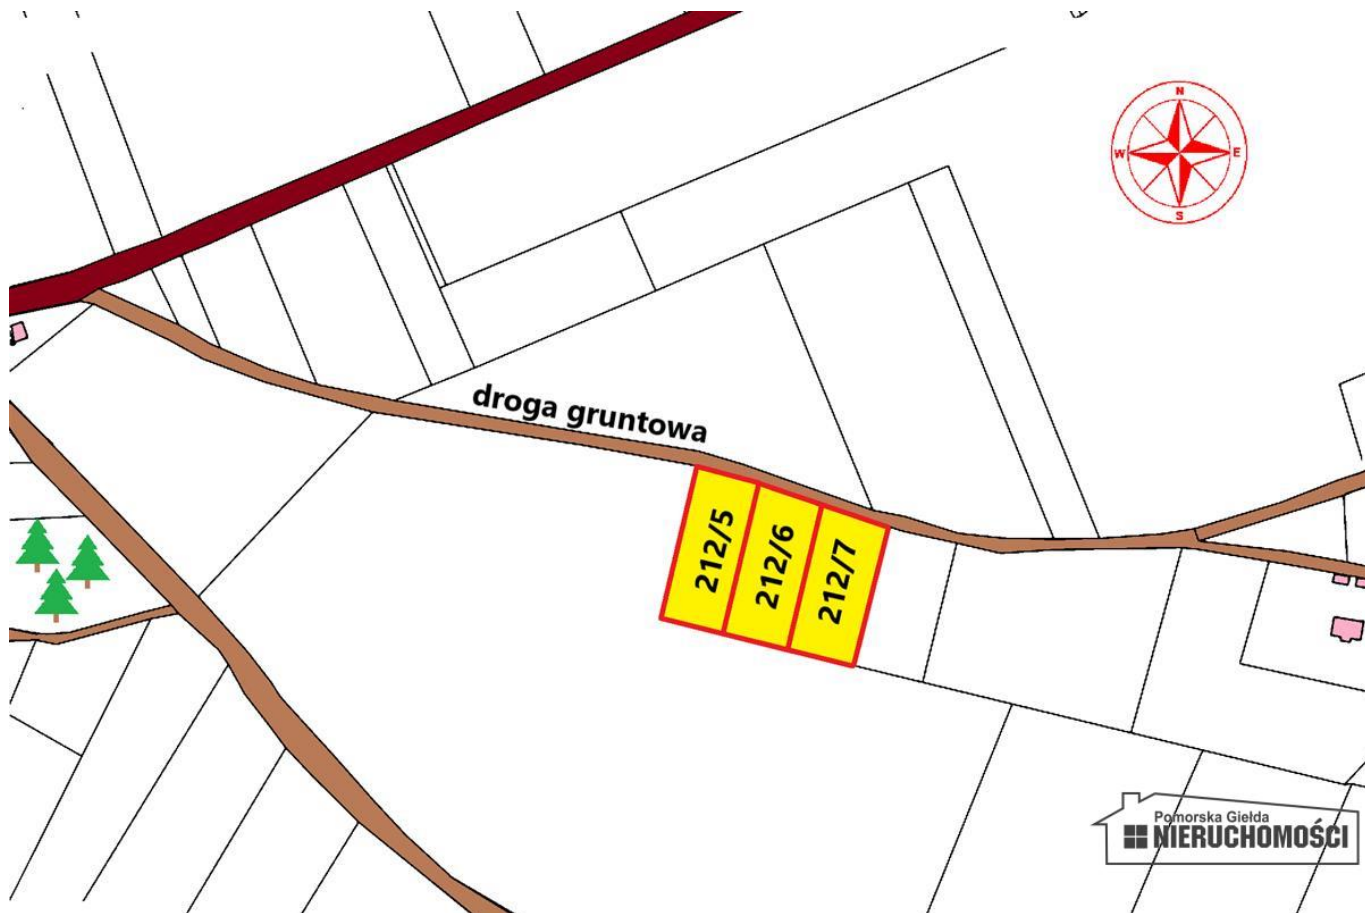 N
W
E
S
droga gruntowa
212/5
212/6
212/7
Pomorska Giełda
NIERUCHOMOŚCI